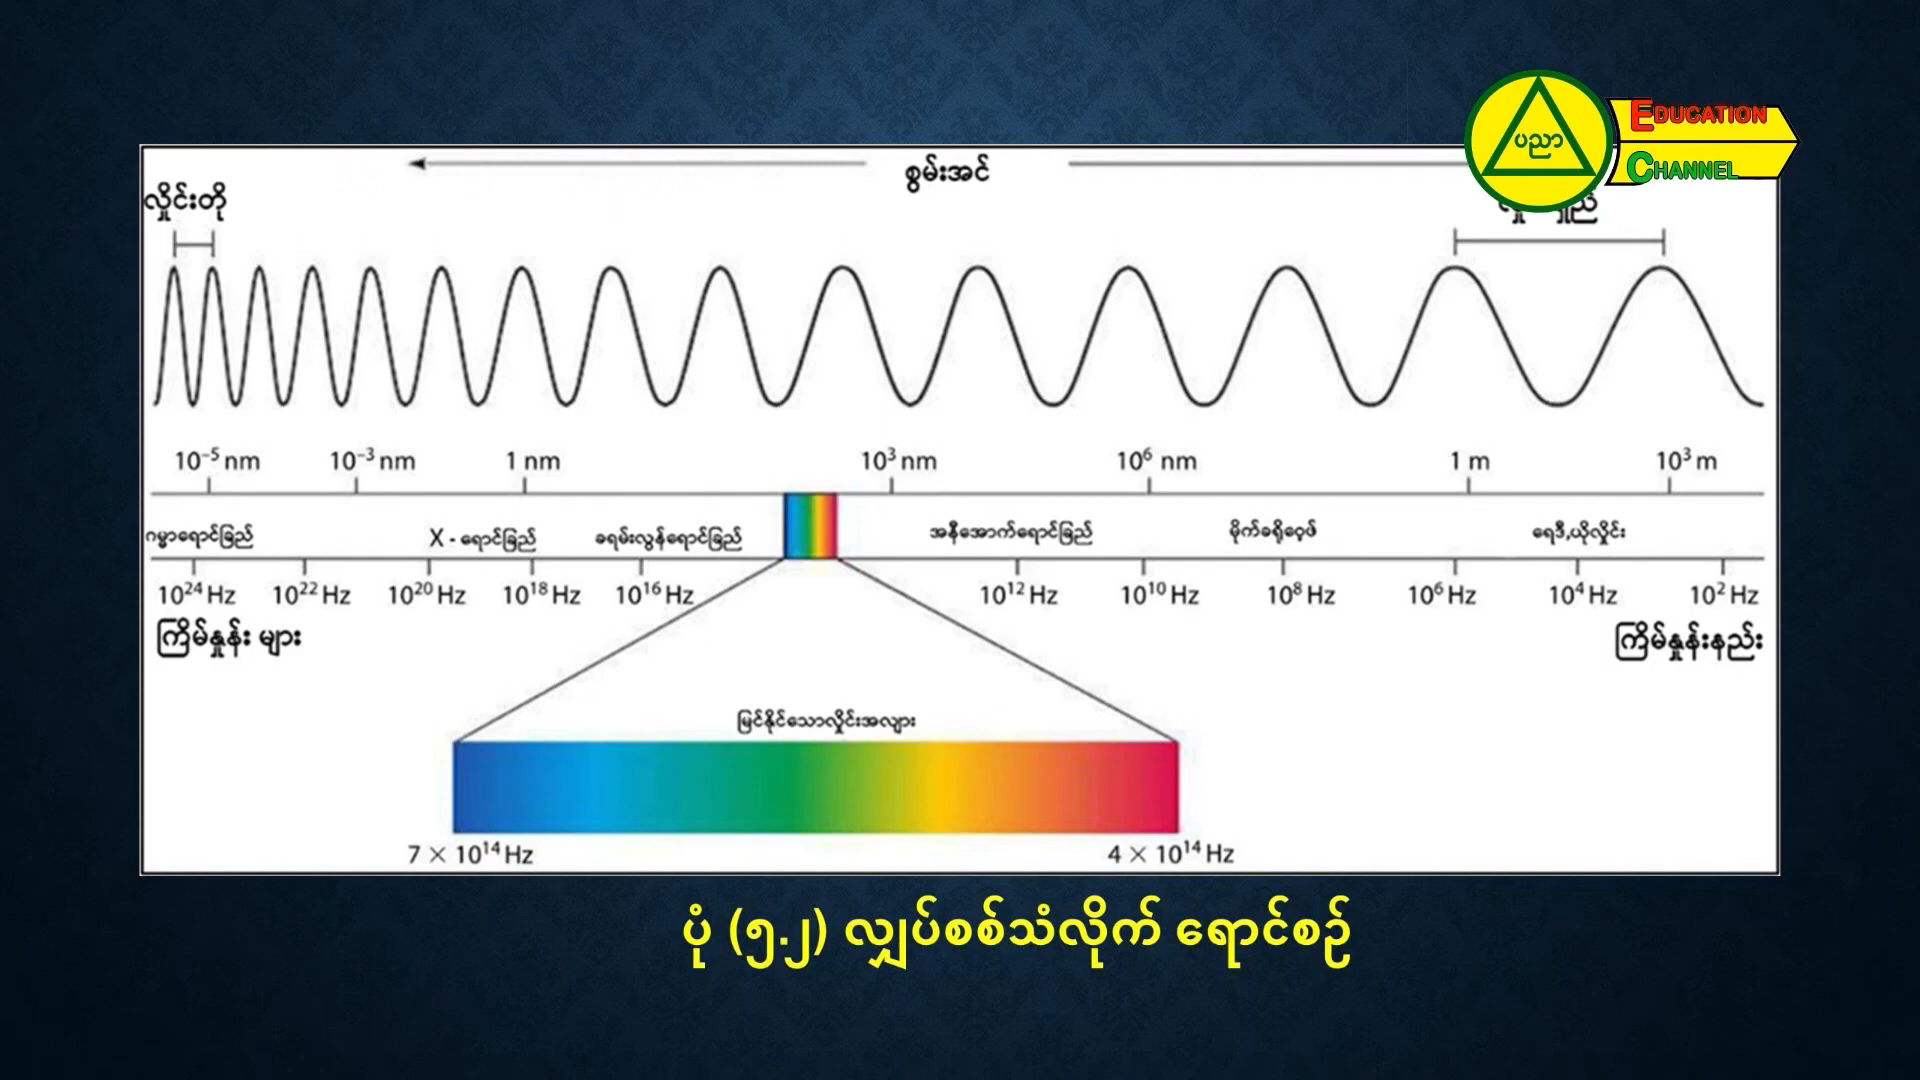 ပညာ
EDUCATION
CHANNEL
စွမ်းအင်
လှိုင်းတို
10⁻⁵ nm 10⁻³ nm 1 nm 10³ nm 10⁶ nm 1 m 10³ m
ဂမ္မာရောင်ခြည် X - ရောင်ခြည် ခရမ်းလွန်ရောင်ခြည် အနီအောက်ရောင်ခြည် မိုက်ခရိုဝေ့ဖ် ရေဒီယိုလှိုင်း
10²⁴ Hz 10²² Hz 10²⁰ Hz 10¹⁸ Hz 10¹⁶ Hz 10¹² Hz 10¹⁰ Hz 10⁸ Hz 10⁶ Hz 10⁴ Hz 10² Hz
ကြိမ်နှုန်း များ ကြိမ်နှုန်းနည်း
မြင်နိုင်သောလှိုင်းအလျား
7 × 10¹⁴ Hz 4 × 10¹⁴ Hz
ပုံ (၅.၂) လျှပ်စစ်သံလိုက် ရောင်စဉ်